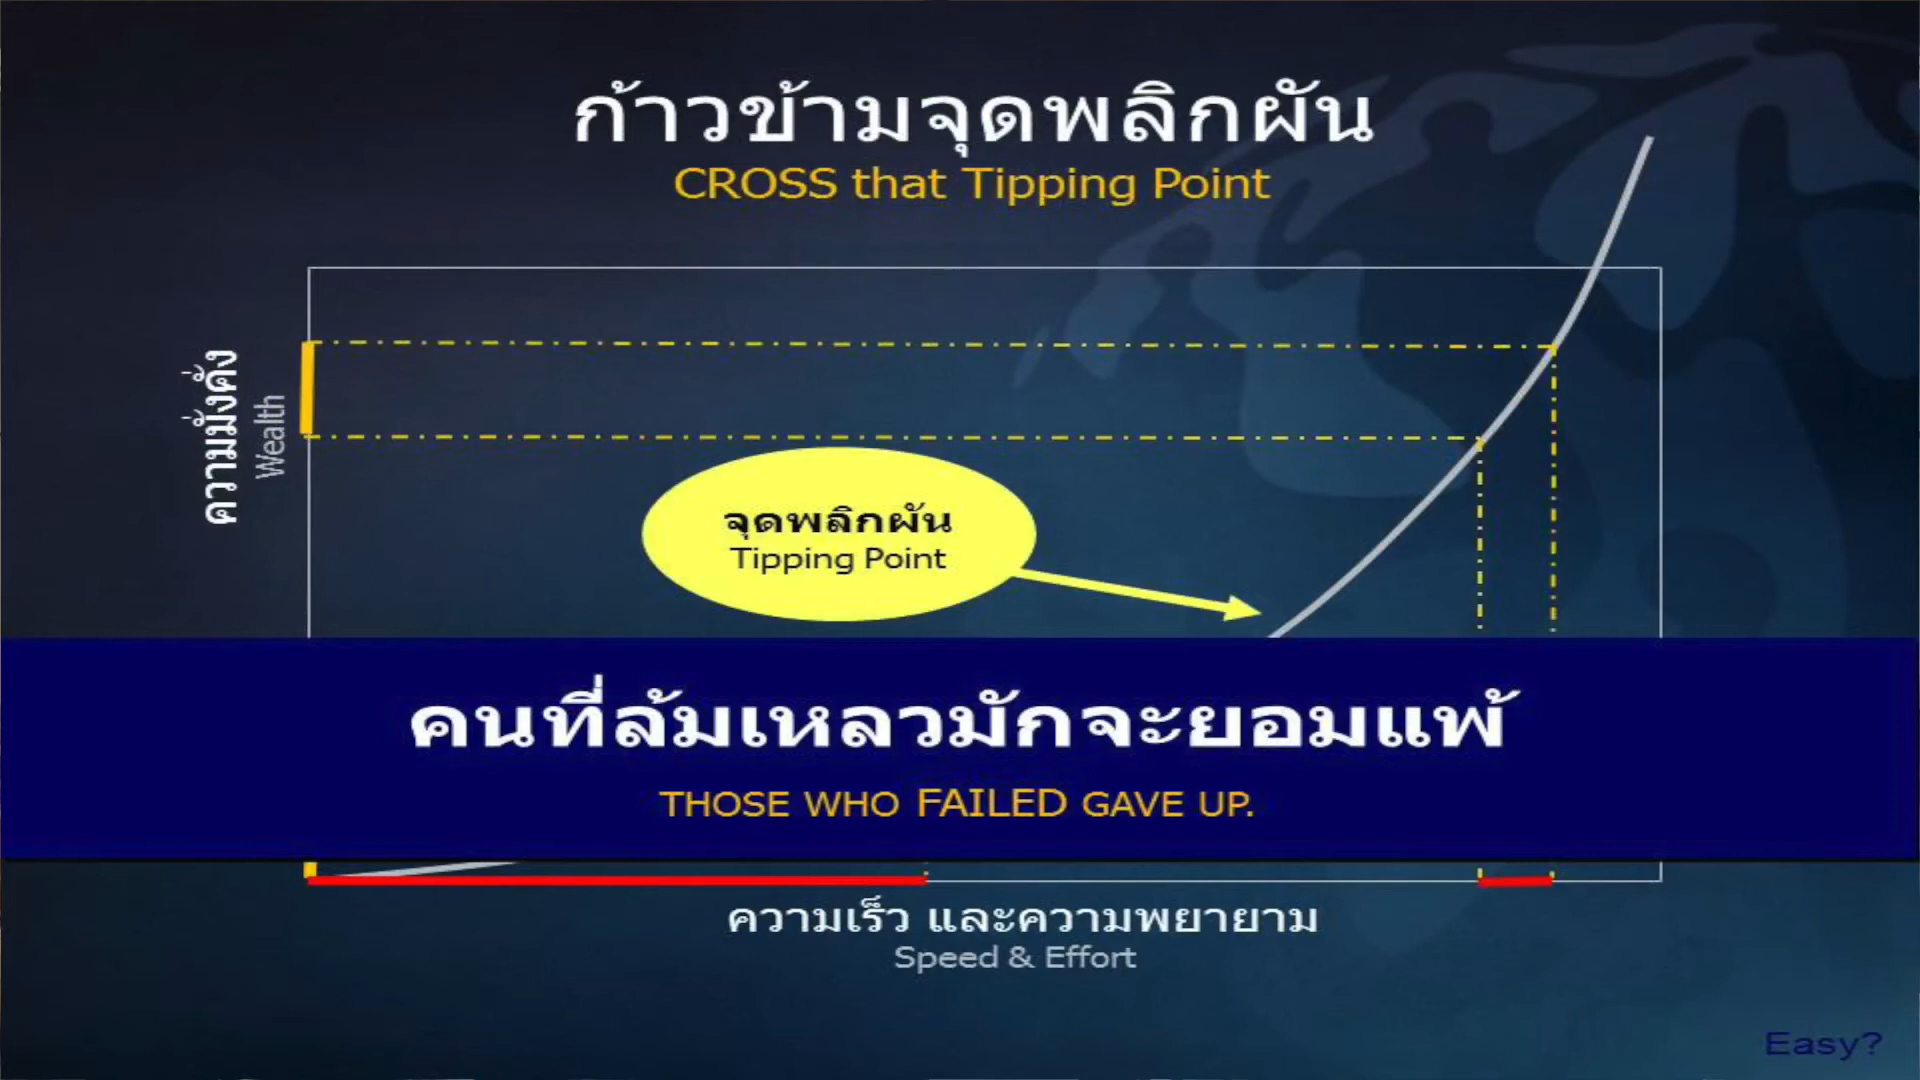 ก้าวข้ามจุดพลิกผัน
CROSS that Tipping Point
ความมั่งคั่ง
Wealth
จุดพลิกผัน
Tipping Point
คนที่ล้มเหลวมักจะยอมแพ้
THOSE WHO FAILED GAVE UP.
ความเร็ว และความพยายาม
Speed & Effort
Easy?